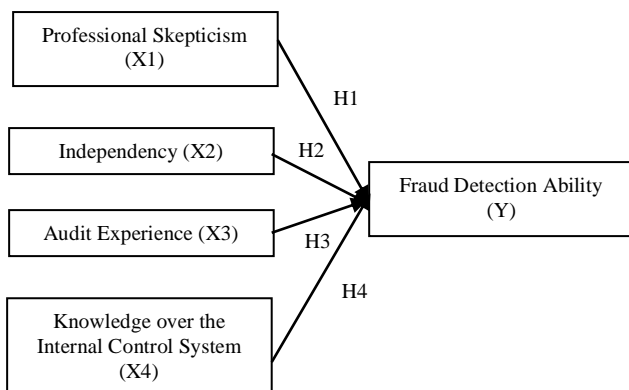 Professional Skepticism
(X1)
H1
Independency (X2)
H2
Fraud Detection Ability
(Y)
Audit Experience (X3)
H3
H4
Knowledge over the
Internal Control System
(X4)